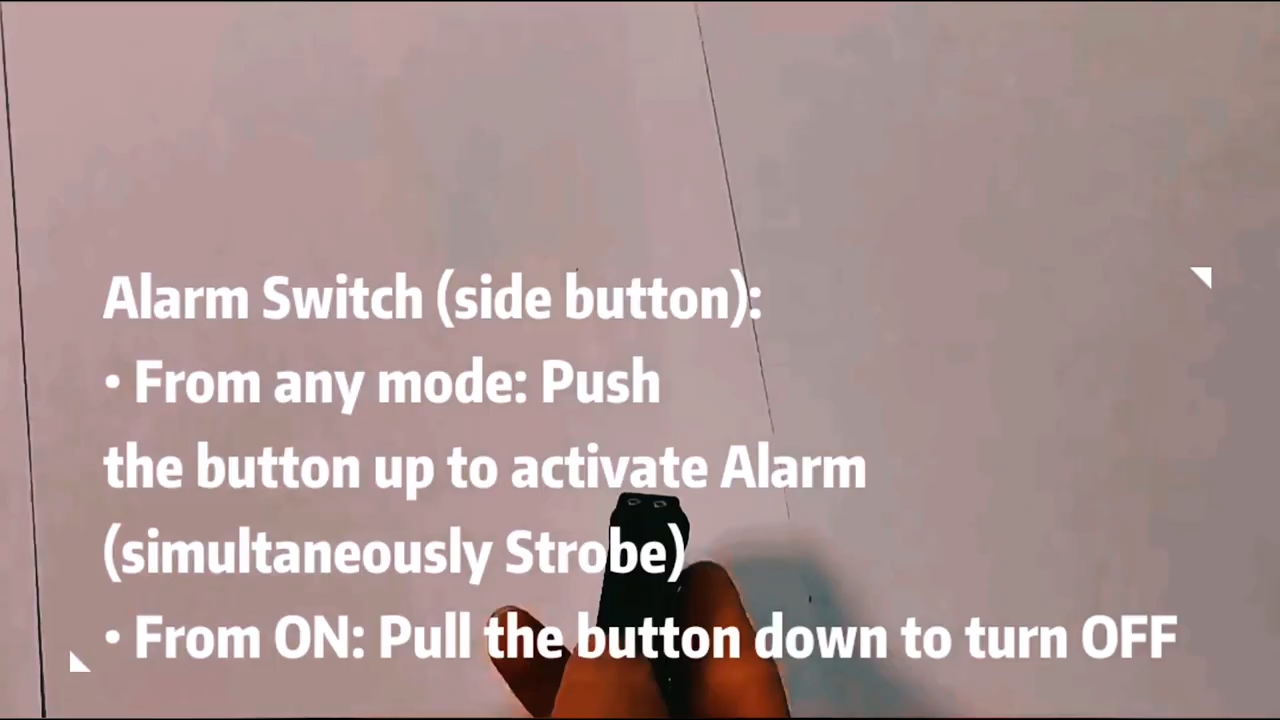 Alarm Switch (side button):
• From any mode: Push
the button up to activate Alarm
(simultaneously Strobe)
• From ON: Pull the button down to turn OFF